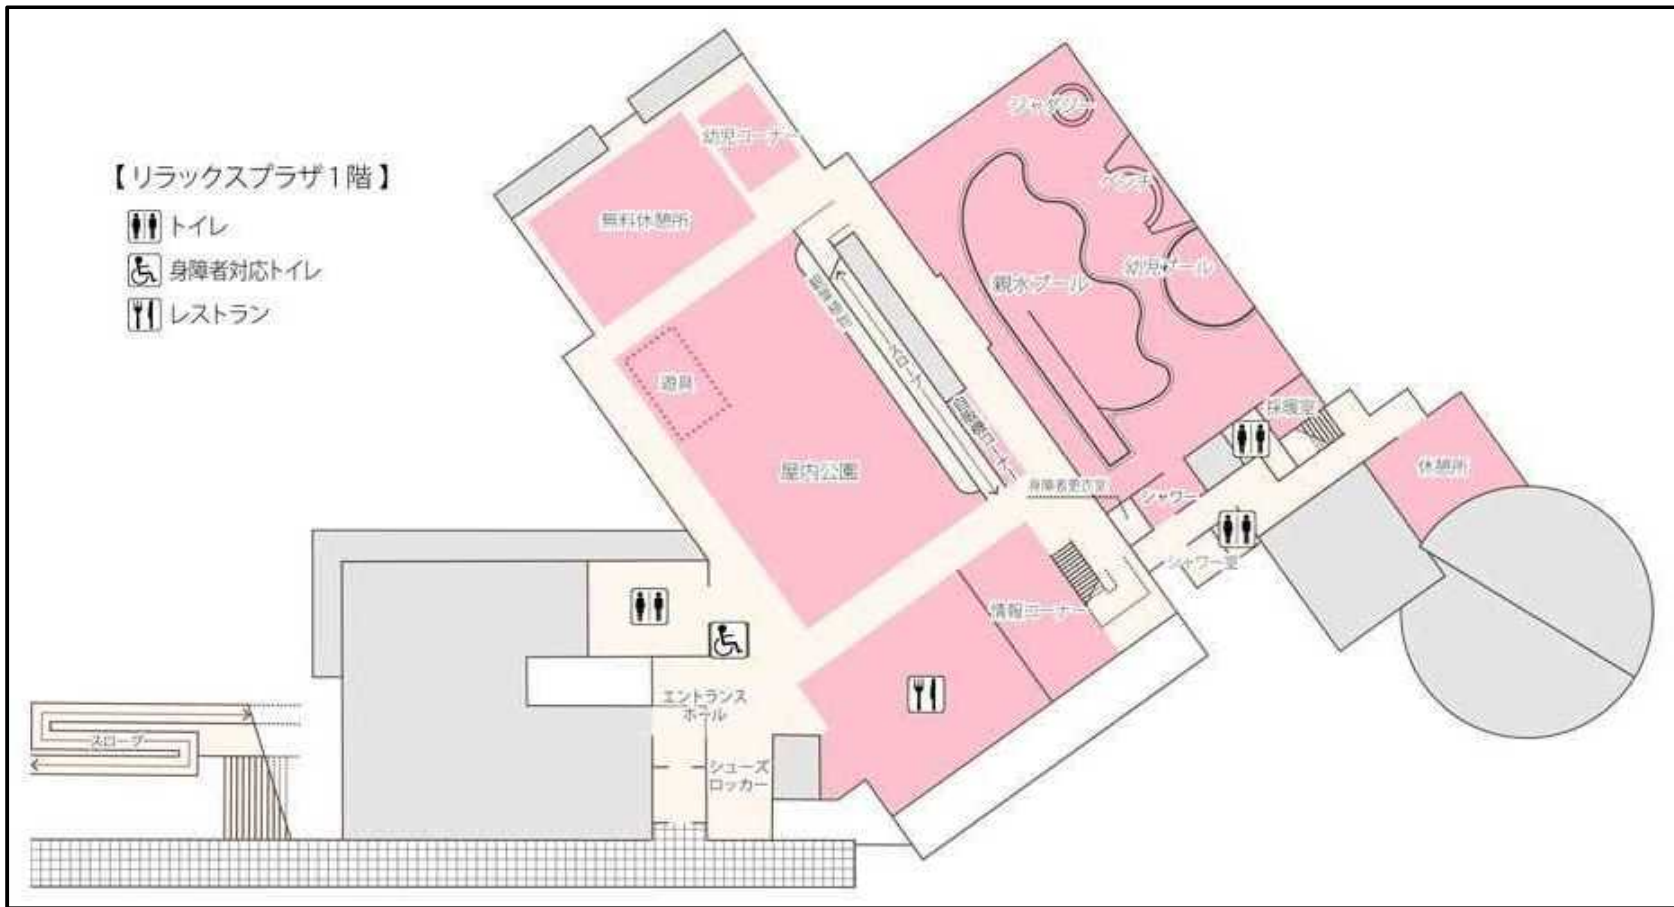 【リラックスプラザ1階】
トイレ
身障者対応トイレ
レストラン
ジャグジー
幼児コーナー
ベンチ
無料休憩所
幼児プール
親水プール
遊具
採暖室
休憩所
屋内公園
身障者更衣室
シャワー
シャワー室
情報コーナー
エントランス
ホール
スロープ
シューズ
ロッカー